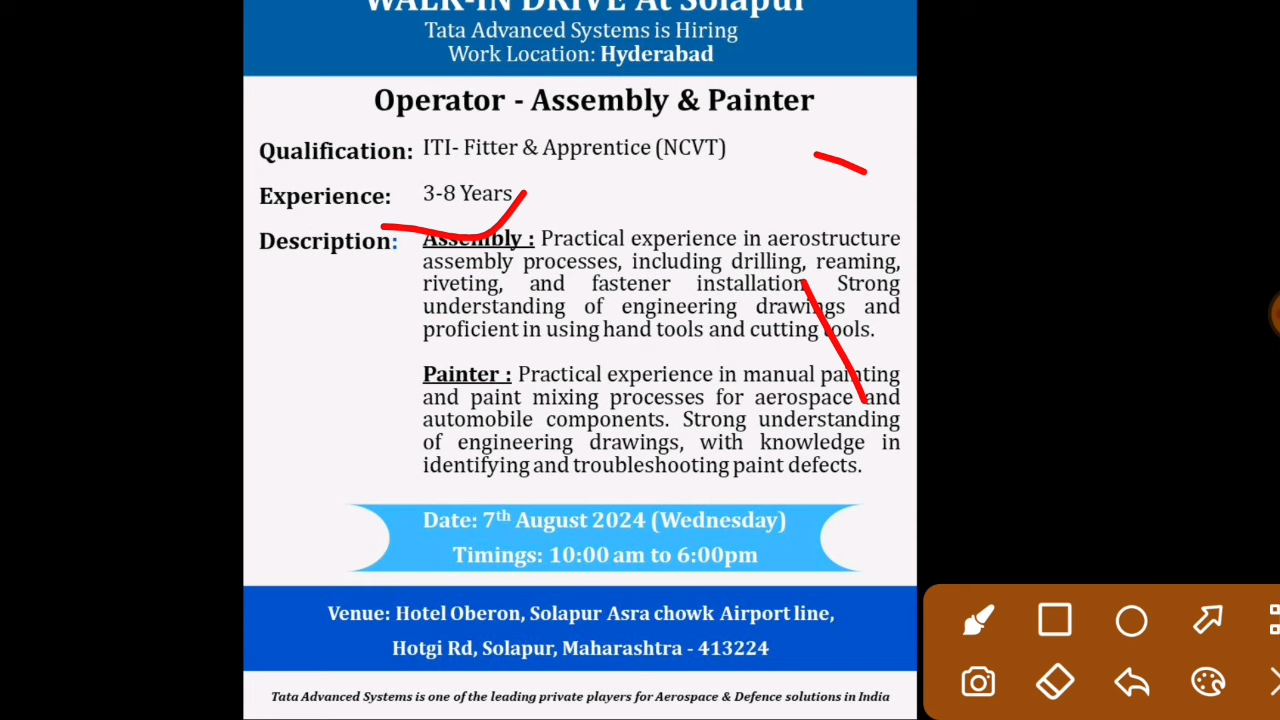 WALK-IN DRIVE At Solapur
Tata Advanced Systems is Hiring
Work Location: Hyderabad
Operator - Assembly & Painter
Qualification: ITI- Fitter & Apprentice (NCVT)
Experience: 3-8 Years
Description: Assembly : Practical experience in aerostructure
assembly processes, including drilling, reaming,
riveting, and fastener installation. Strong
understanding of engineering drawings and
proficient in using hand tools and cutting tools.
Painter : Practical experience in manual painting
and paint mixing processes for aerospace and
automobile components. Strong understanding
of engineering drawings, with knowledge in
identifying and troubleshooting paint defects.
Date: 7th August 2024 (Wednesday)
Timings: 10:00 am to 6:00pm
Venue: Hotel Oberon, Solapur Asra chowk Airport line,
Hotgi Rd, Solapur, Maharashtra - 413224
Tata Advanced Systems is one of the leading private players for Aerospace & Defence solutions in India